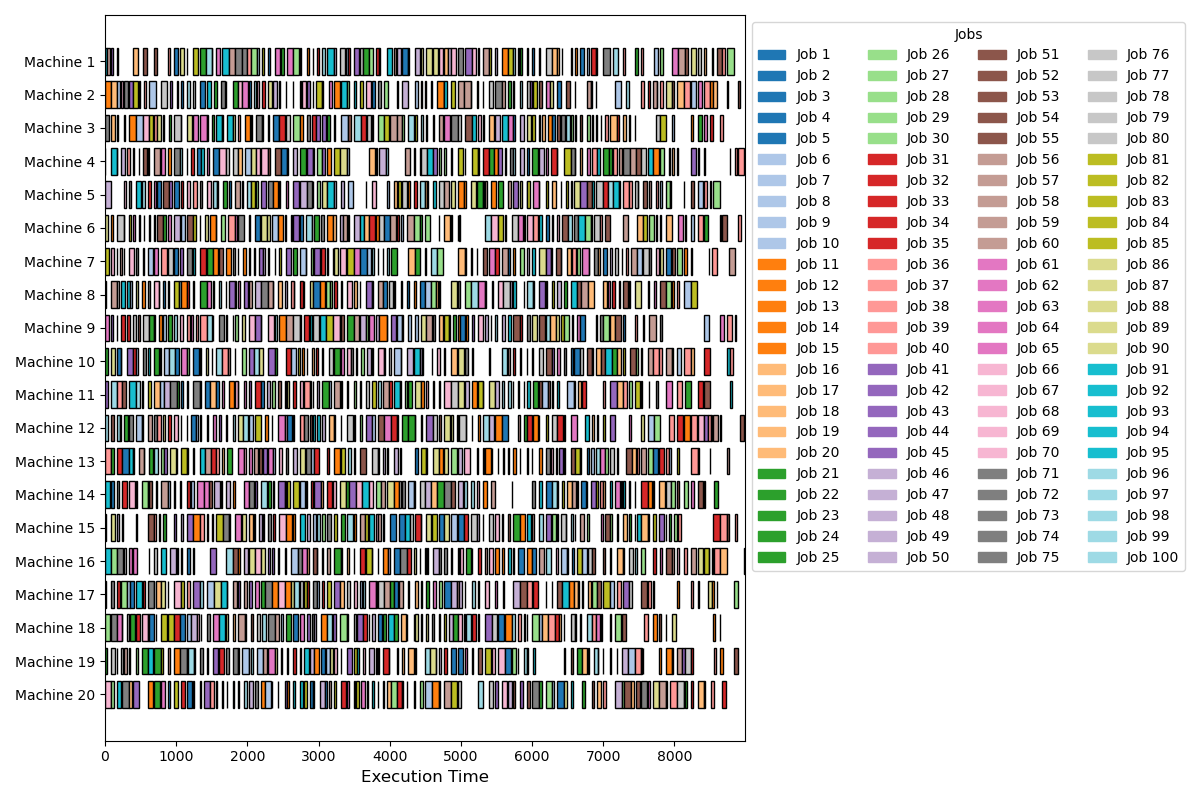 Machine 1
Machine 2
Machine 3
Machine 4
Machine 5
Machine 6
Machine 7
Machine 8
Machine 9
Machine 10
Machine 11
Machine 12
Machine 13
Machine 14
Machine 15
Machine 16
Machine 17
Machine 18
Machine 19
Machine 20
0 1000 2000 3000 4000 5000 6000 7000 8000
Execution Time
Jobs
Job 1 Job 26 Job 51 Job 76
Job 2 Job 27 Job 52 Job 77
Job 3 Job 28 Job 53 Job 78
Job 4 Job 29 Job 54 Job 79
Job 5 Job 30 Job 55 Job 80
Job 6 Job 31 Job 56 Job 81
Job 7 Job 32 Job 57 Job 82
Job 8 Job 33 Job 58 Job 83
Job 9 Job 34 Job 59 Job 84
Job 10 Job 35 Job 60 Job 85
Job 11 Job 36 Job 61 Job 86
Job 12 Job 37 Job 62 Job 87
Job 13 Job 38 Job 63 Job 88
Job 14 Job 39 Job 64 Job 89
Job 15 Job 40 Job 65 Job 90
Job 16 Job 41 Job 66 Job 91
Job 17 Job 42 Job 67 Job 92
Job 18 Job 43 Job 68 Job 93
Job 19 Job 44 Job 69 Job 94
Job 20 Job 45 Job 70 Job 95
Job 21 Job 46 Job 71 Job 96
Job 22 Job 47 Job 72 Job 97
Job 23 Job 48 Job 73 Job 98
Job 24 Job 49 Job 74 Job 99
Job 25 Job 50 Job 75 Job 100